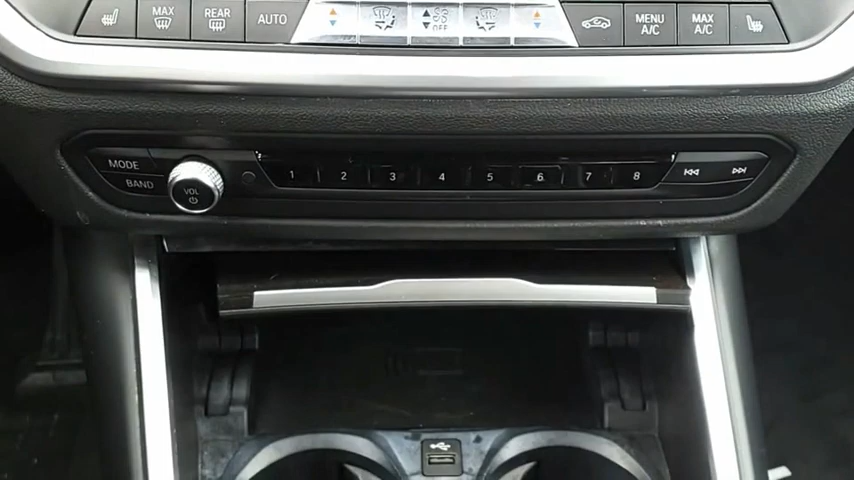 MAX
REAR
AUTO
OFF
MENU
A/C
MAX
A/C
MODE
BAND
VOL
1 2 3 4 5 6 7 8